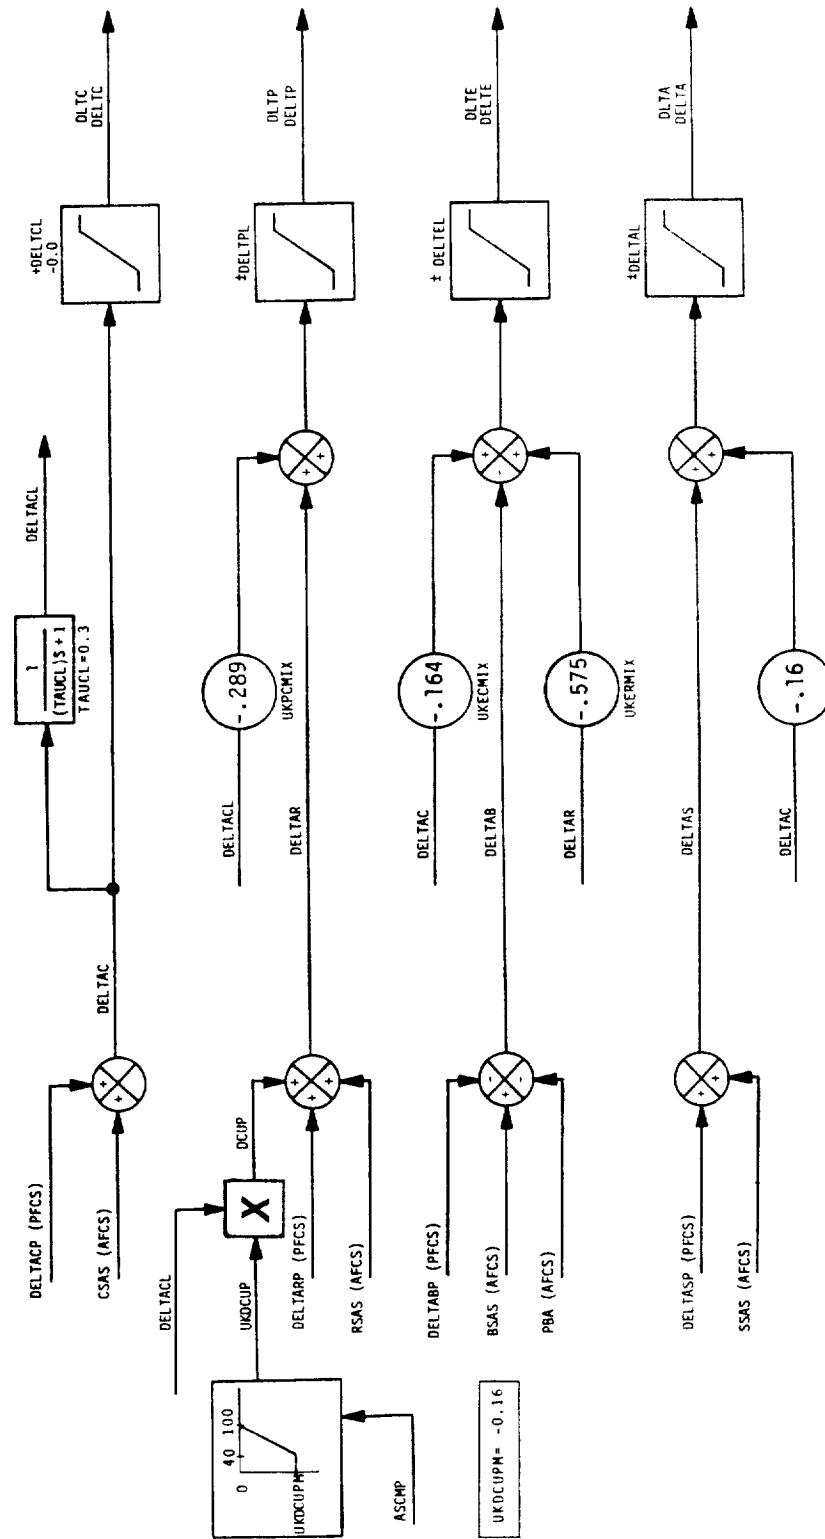 DELTACP (PFCS)
CSAS (AFCS)
+
+
DELTAC
1
(TAUCL)S+1
TAUCL=0.3
DELTACL
+DELTCL
-0.0
DLTC
DELTC
DELTACL
0
40 100
UKDCUPM
ASCMP
UKDCUP
X
DCUP
DELTARP (PFCS)
RSAS (AFCS)
+
+
+
DELTAR
DELTACL
-.289
UKPCMIX
+
+
±DELTPL
DLTP
DELTP
UKDCUPM= -0.16
DELTABP (PFCS)
BSAS (AFCS)
PBA (AFCS)
-
+
-
DELTAB
DELTAC
-.164
UKECMIX
DELTAR
-.575
UKERMIX
+
-
+
± DELTEL
DLTE
DELTE
DELTASP (PFCS)
SSAS (AFCS)
+
+
DELTAS
DELTAC
-.16
+
+
±DELTAL
DLTA
DELTA